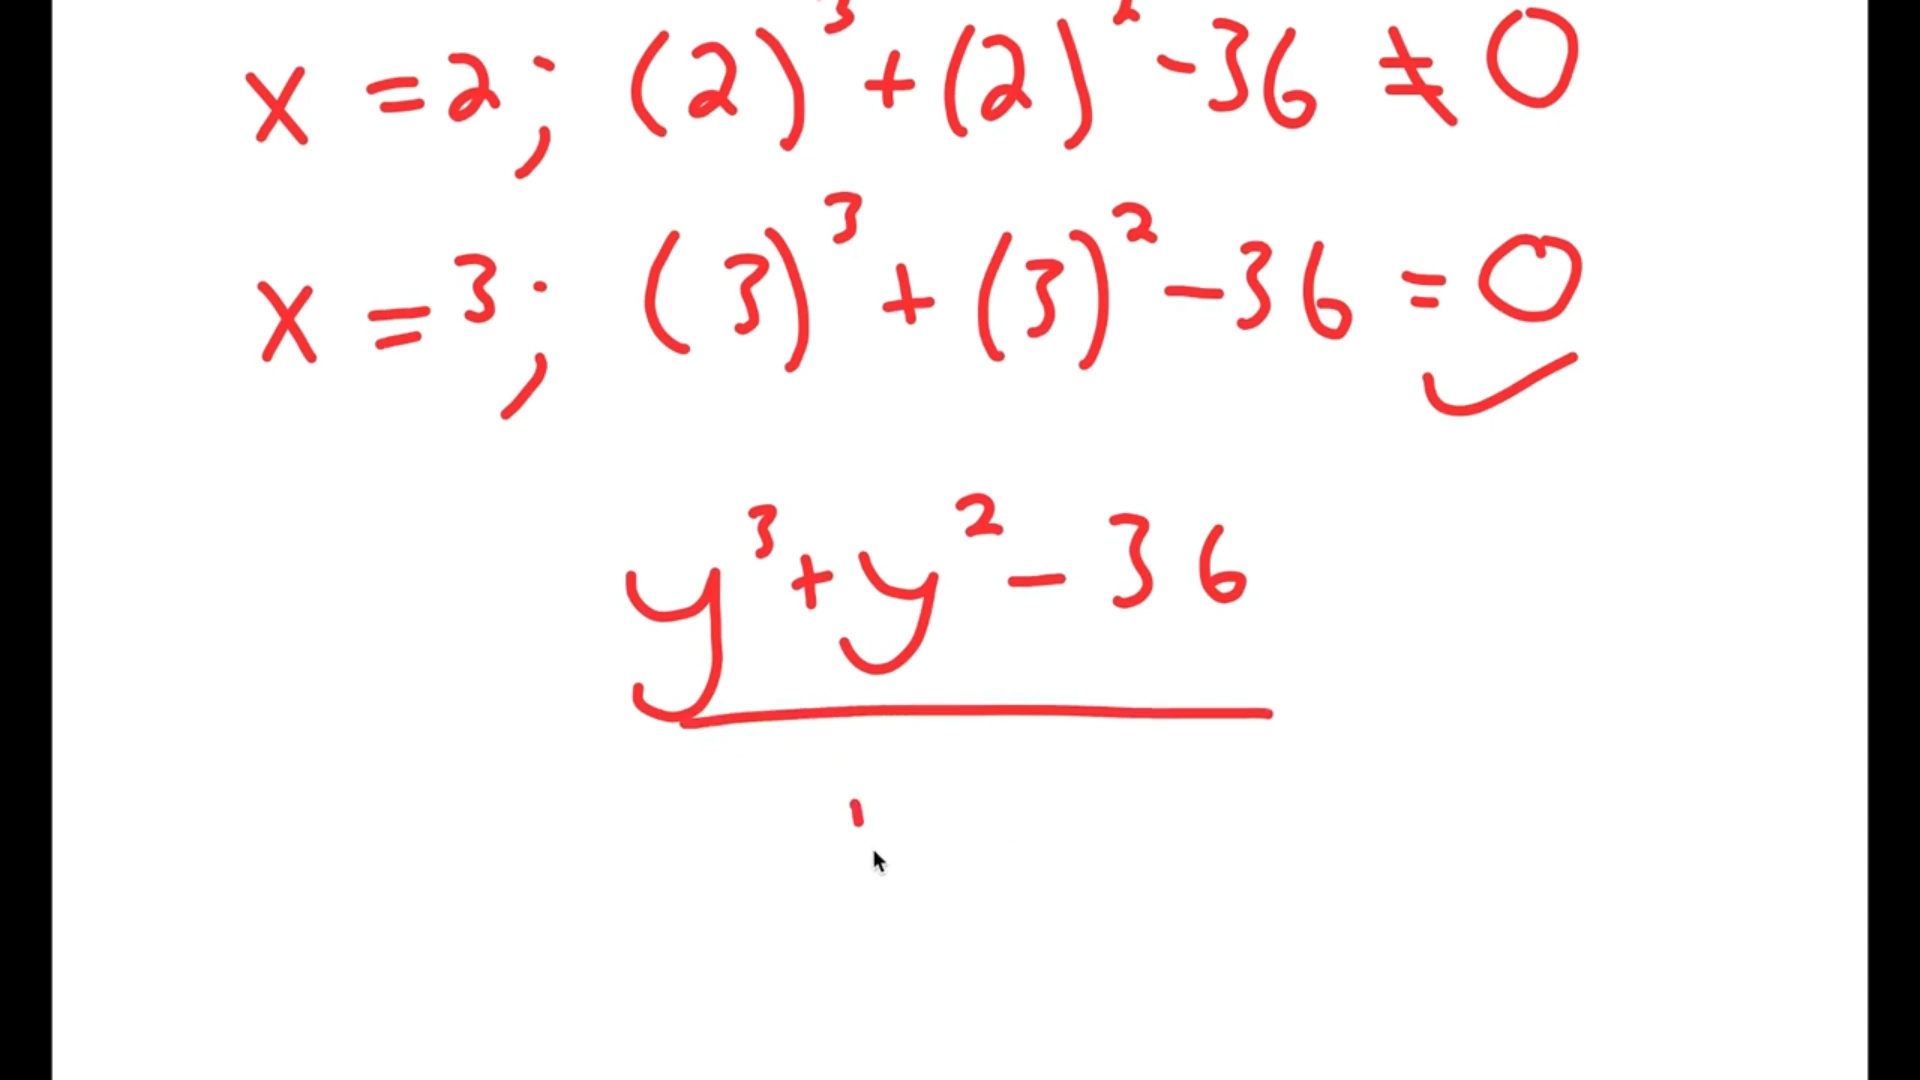 x = 2; (2)³ + (2)² - 36 ≠ 0
x = 3; (3)³ + (3)² - 36 = 0 ✓
y³ + y² - 36